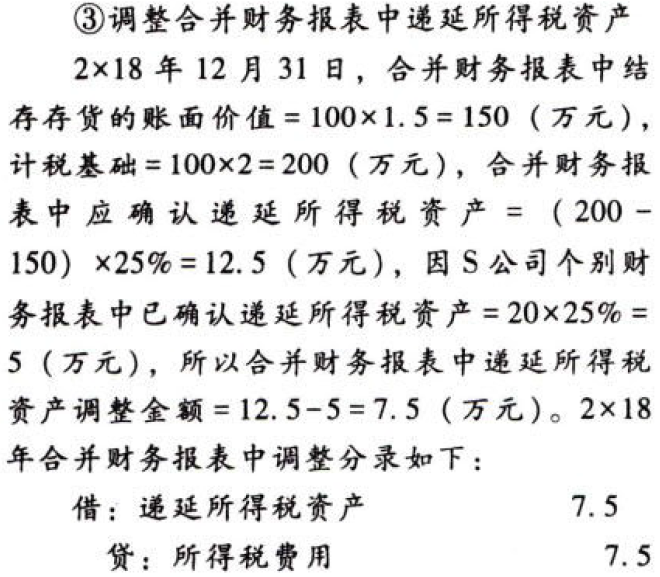 ③调整合并财务报表中递延所得税资产
2×18 年 12 月 31 日，合并财务报表中结
存存货的账面价值=100×1.5=150（万元），
计税基础=100×2=200（万元），合并财务报
表中应确认递延所得税资产=（200-
150）×25%=12.5（万元），因 S 公司个别财
务报表中已确认递延所得税资产=20×25%=
5（万元），所以合并财务报表中递延所得税
资产调整金额=12.5-5=7.5（万元）。2×18
年合并财务报表中调整分录如下：
借：递延所得税资产 7.5
贷：所得税费用 7.5